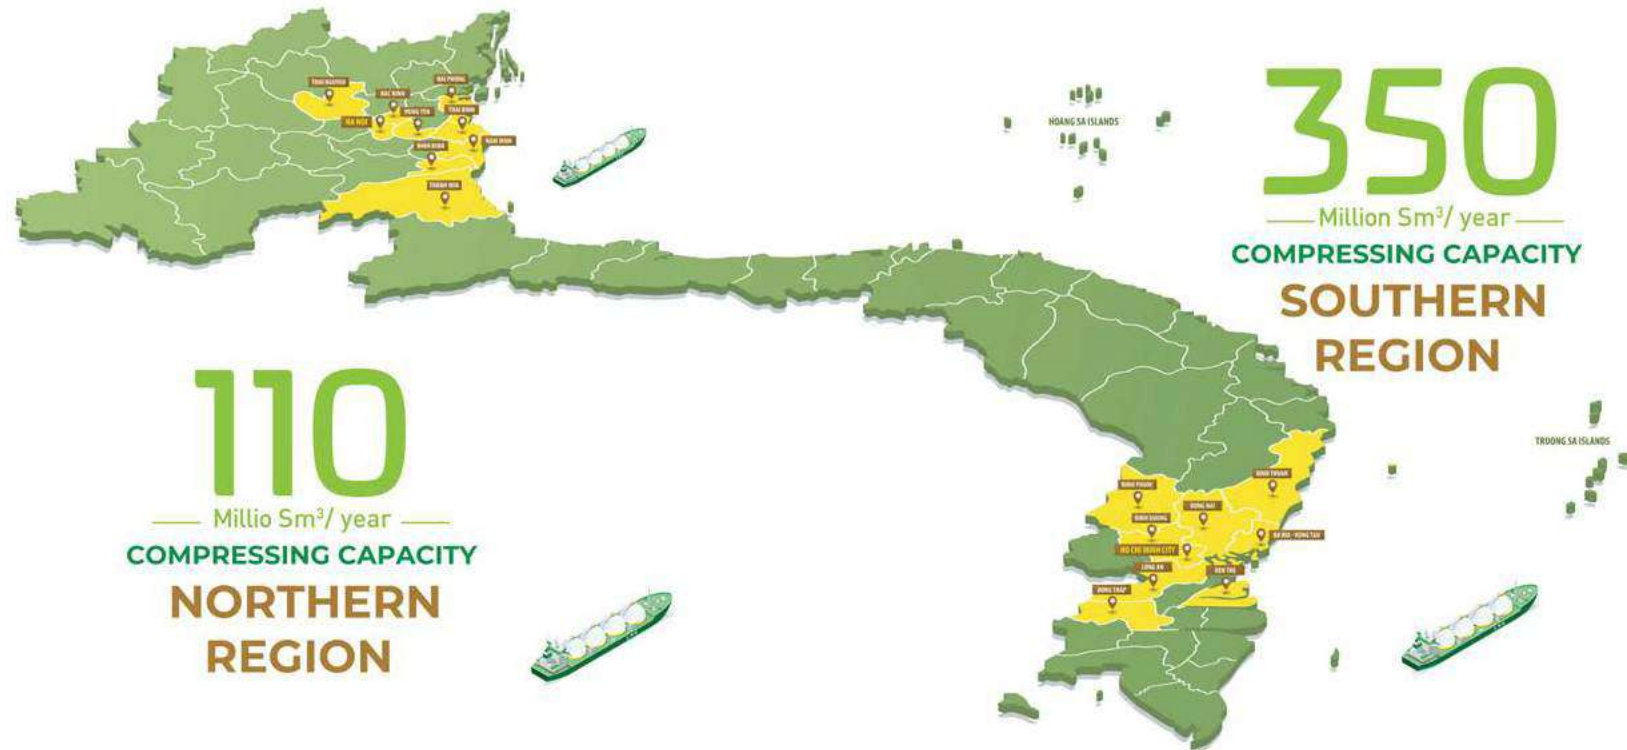 THAI NGUYEN
HAI PHONG
BAC NINH
HUNG YEN
THAI BINH
HA NOI
NAM DINH
NINH BINH
THANH HOA
HOANG SA ISLANDS
350
Million Sm³/ year
COMPRESSING CAPACITY
SOUTHERN
REGION
110
Millio Sm³/ year
COMPRESSING CAPACITY
NORTHERN
REGION
TRUONG SA ISLANDS
BINH THUAN
BINH PHUOC
DONG NAI
BINH DUONG
BA RIA - VUNG TAU
HO CHI MINH CITY
LONG AN
BEN TRE
DONG THAP